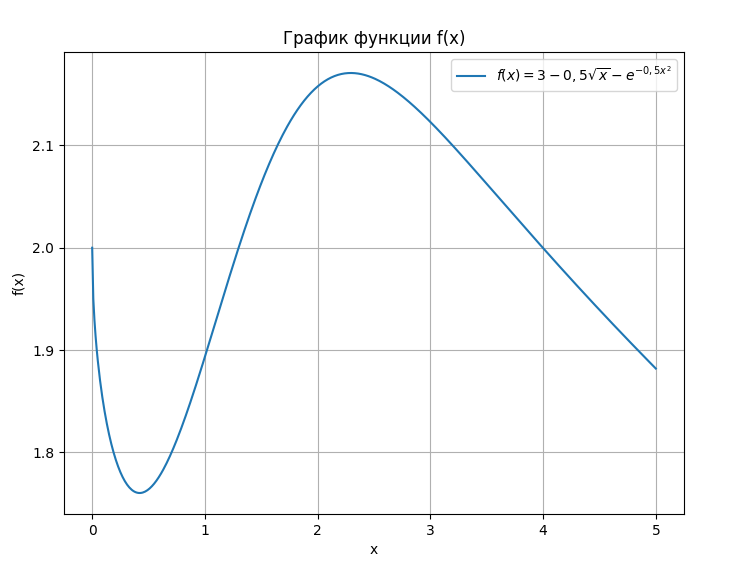 График функции f(x)
f(x) = 3 − 0, 5√x − e^{−0, 5x²}
f(x)
2.1
2.0
1.9
1.8
0 1 2 3 4 5
x